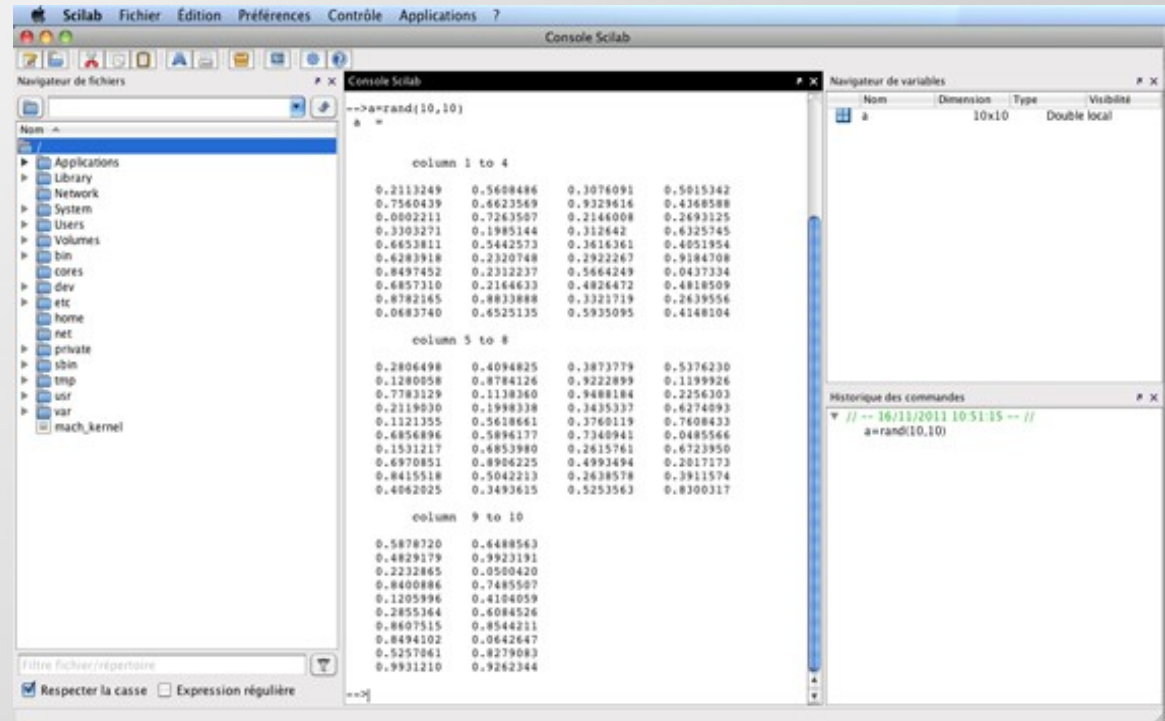 Scilab Fichier Édition Préférences Contrôle Applications ?
Console Scilab
Navigateur de fichiers
Nom
/
Applications
Library
Network
System
Users
Volumes
bin
cores
dev
etc
home
net
private
sbin
tmp
usr
var
mach_kernel
Filtre fichier/répertoire
Respecter la casse Expression régulière
Console Scilab
-->a=rand(10,10)
a =
column 1 to 4
0.2113249 0.5608486 0.3076091 0.5015342
0.7560439 0.6623569 0.9329616 0.4368588
0.0002211 0.7263507 0.2146008 0.2693125
0.3303271 0.1985144 0.312642 0.6325745
0.6653811 0.5442573 0.3616361 0.4051954
0.6283918 0.2320748 0.2922267 0.9184708
0.8497452 0.2312237 0.5664249 0.0437334
0.6857310 0.2164633 0.4826472 0.4818509
0.8782165 0.8833888 0.3321719 0.2639556
0.0683740 0.6525135 0.5935095 0.4148104
column 5 to 8
0.2806498 0.4094825 0.3873779 0.5376230
0.1280058 0.8784126 0.9222899 0.1199926
0.7783129 0.1138360 0.9488184 0.2256303
0.2119030 0.1998338 0.3435337 0.6274093
0.1121355 0.5618661 0.3760119 0.7608433
0.6856896 0.5896177 0.7340941 0.0485566
0.1531217 0.6853980 0.2615761 0.6723950
0.6970851 0.8906225 0.4993494 0.2017173
0.8415518 0.5042213 0.2638578 0.3911574
0.4062025 0.3493615 0.5253563 0.8300317
column 9 to 10
0.5878720 0.6488563
0.4829179 0.9923191
0.2232865 0.0500420
0.8400886 0.7485507
0.1205996 0.4104059
0.2855364 0.6084526
0.8607515 0.8544211
0.8494102 0.0642647
0.5257061 0.8279083
0.9931210 0.9262344
-->
Navigateur de variables
Nom Dimension Type Visibilité
a 10x10 Double local
Historique des commandes
// -- 16/11/2011 10:51:15 -- //
a=rand(10,10)